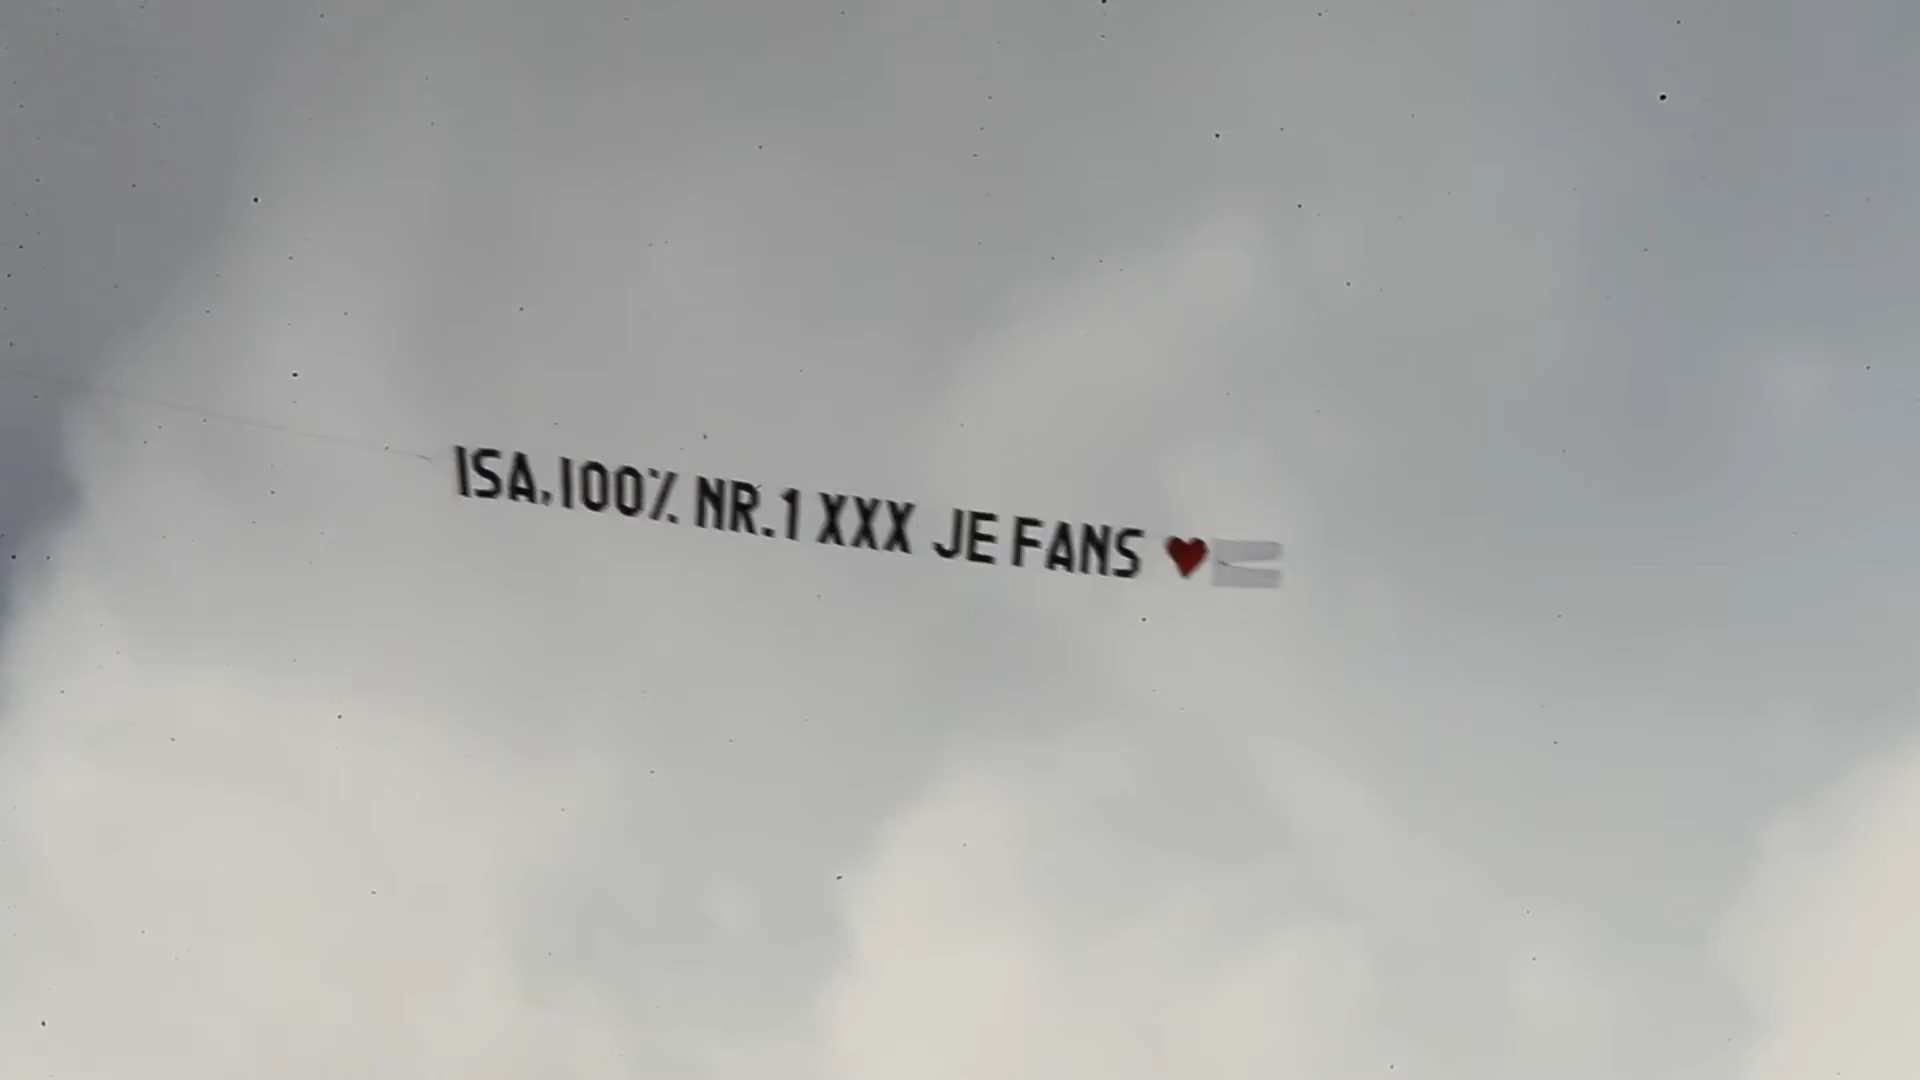 ISA.100% NR.1 XXX JE FANS ♥